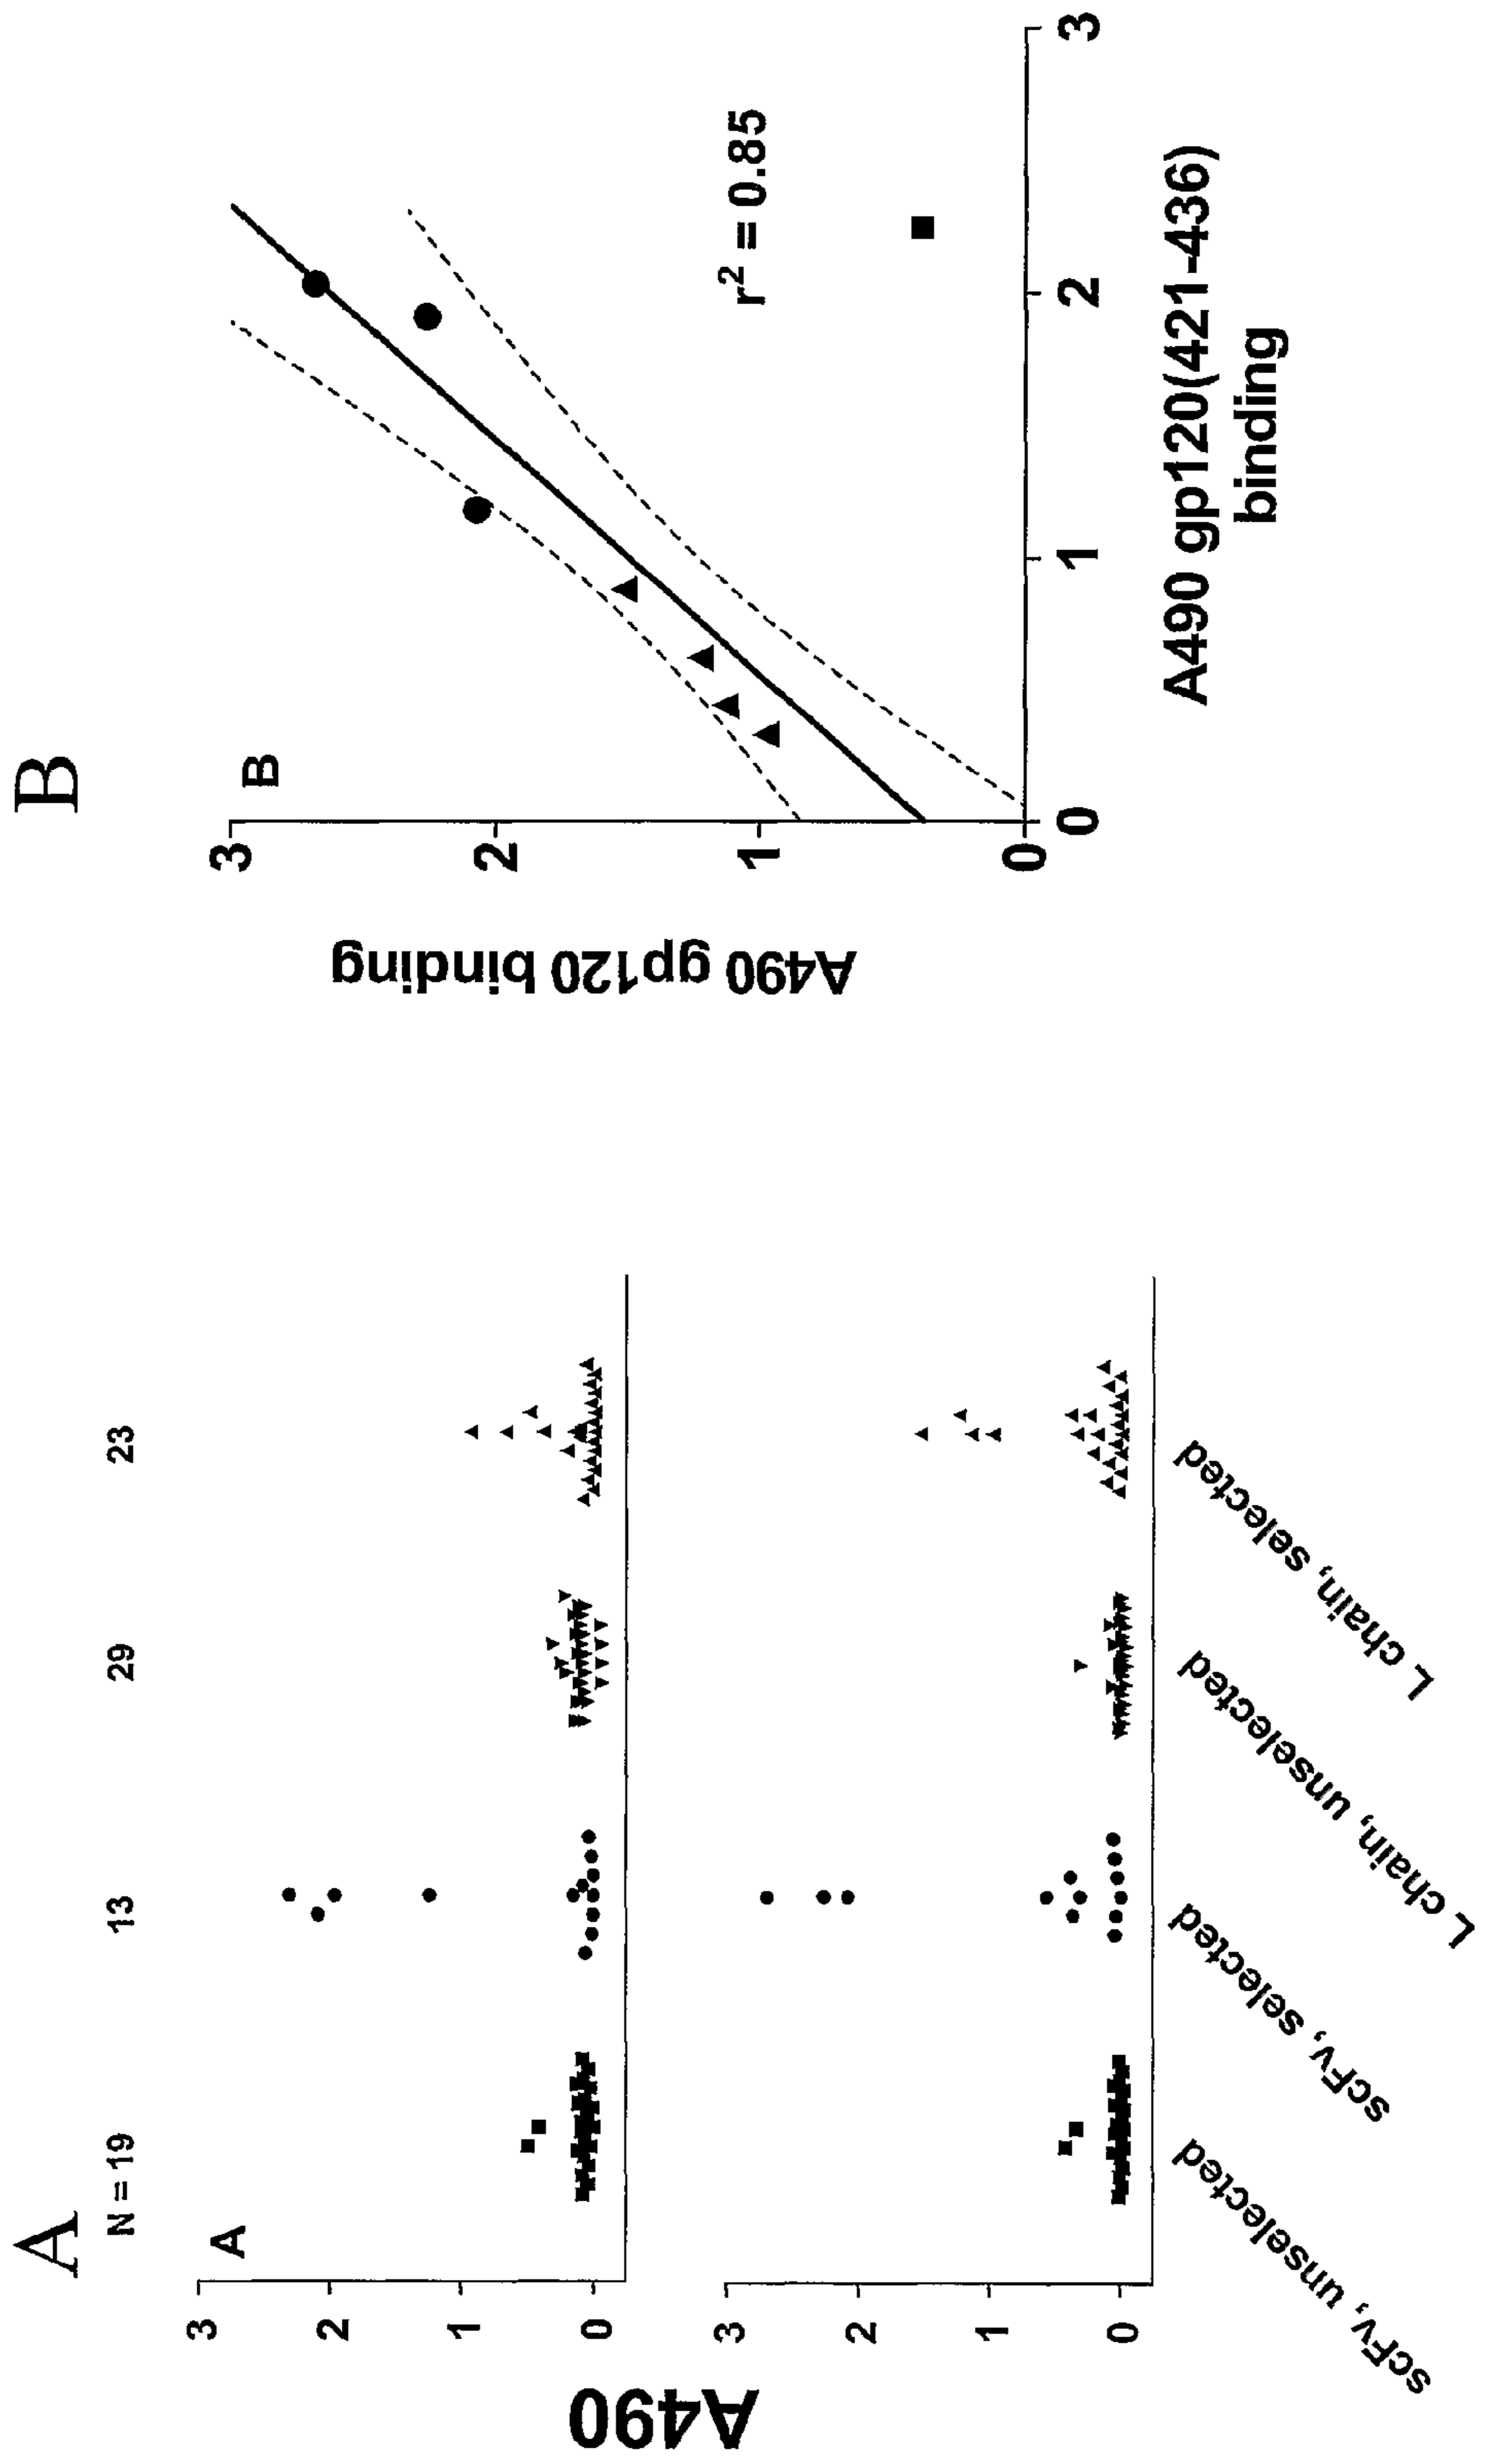 A
N = 19
13
29
23
A
3
2
1
0
3
2
1
0
A490
scFv, unselected
scFv, selected
L chain, unselected
L chain, selected
B
B
3
2
1
0
A490 gp120 binding
r² = 0.85
0
1
2
3
A490 gp120(421-436)
binding